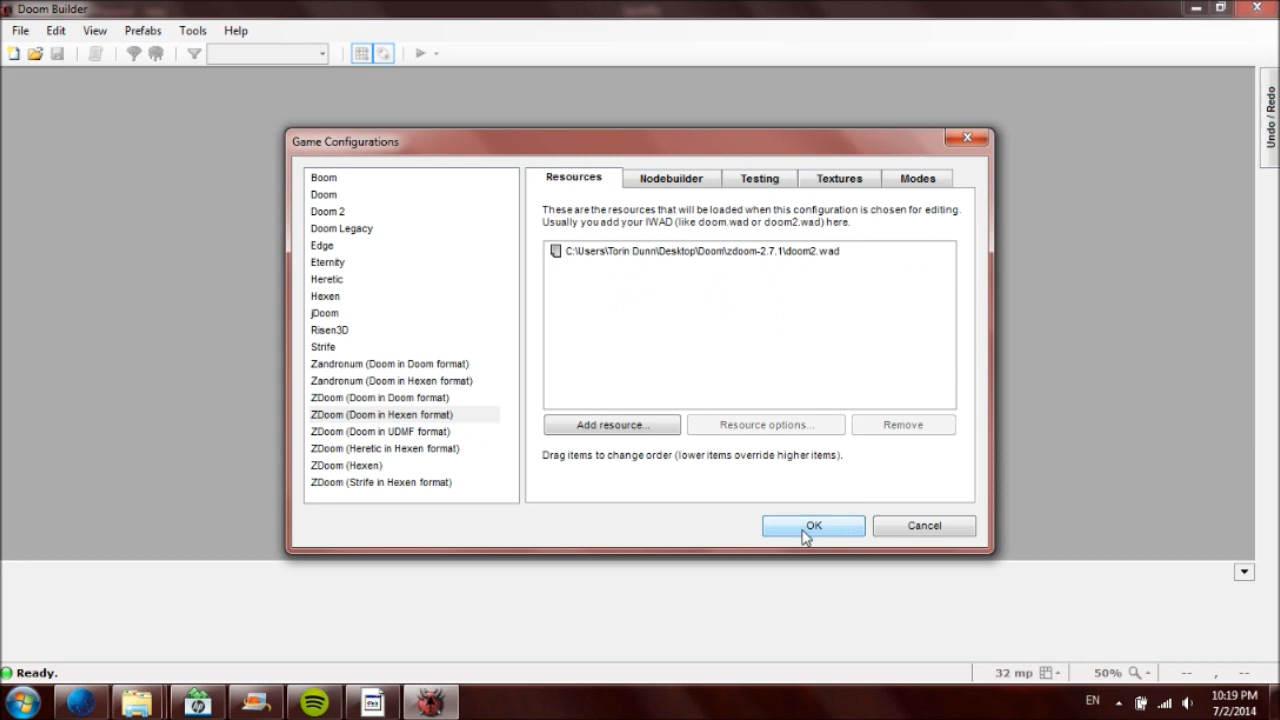 Doom Builder
File Edit View Prefabs Tools Help
Undo / Redo
Game Configurations
Boom
Doom
Doom 2
Doom Legacy
Edge
Eternity
Heretic
Hexen
jDoom
Risen3D
Strife
Zandronum (Doom in Doom format)
Zandronum (Doom in Hexen format)
ZDoom (Doom in Doom format)
ZDoom (Doom in Hexen format)
ZDoom (Doom in UDMF format)
ZDoom (Heretic in Hexen format)
ZDoom (Hexen)
ZDoom (Strife in Hexen format)
Resources Nodebuilder Testing Textures Modes
These are the resources that will be loaded when this configuration is chosen for editing.
Usually you add your IWAD (like doom.wad or doom2.wad) here.
C:\Users\Torin Dunn\Desktop\Doom\zdoom-2.7.1\doom2.wad
Add resource... Resource options... Remove
Drag items to change order (lower items override higher items).
OK Cancel
Ready.
32 mp 50% -- , --
hp
EN
10:19 PM
7/2/2014